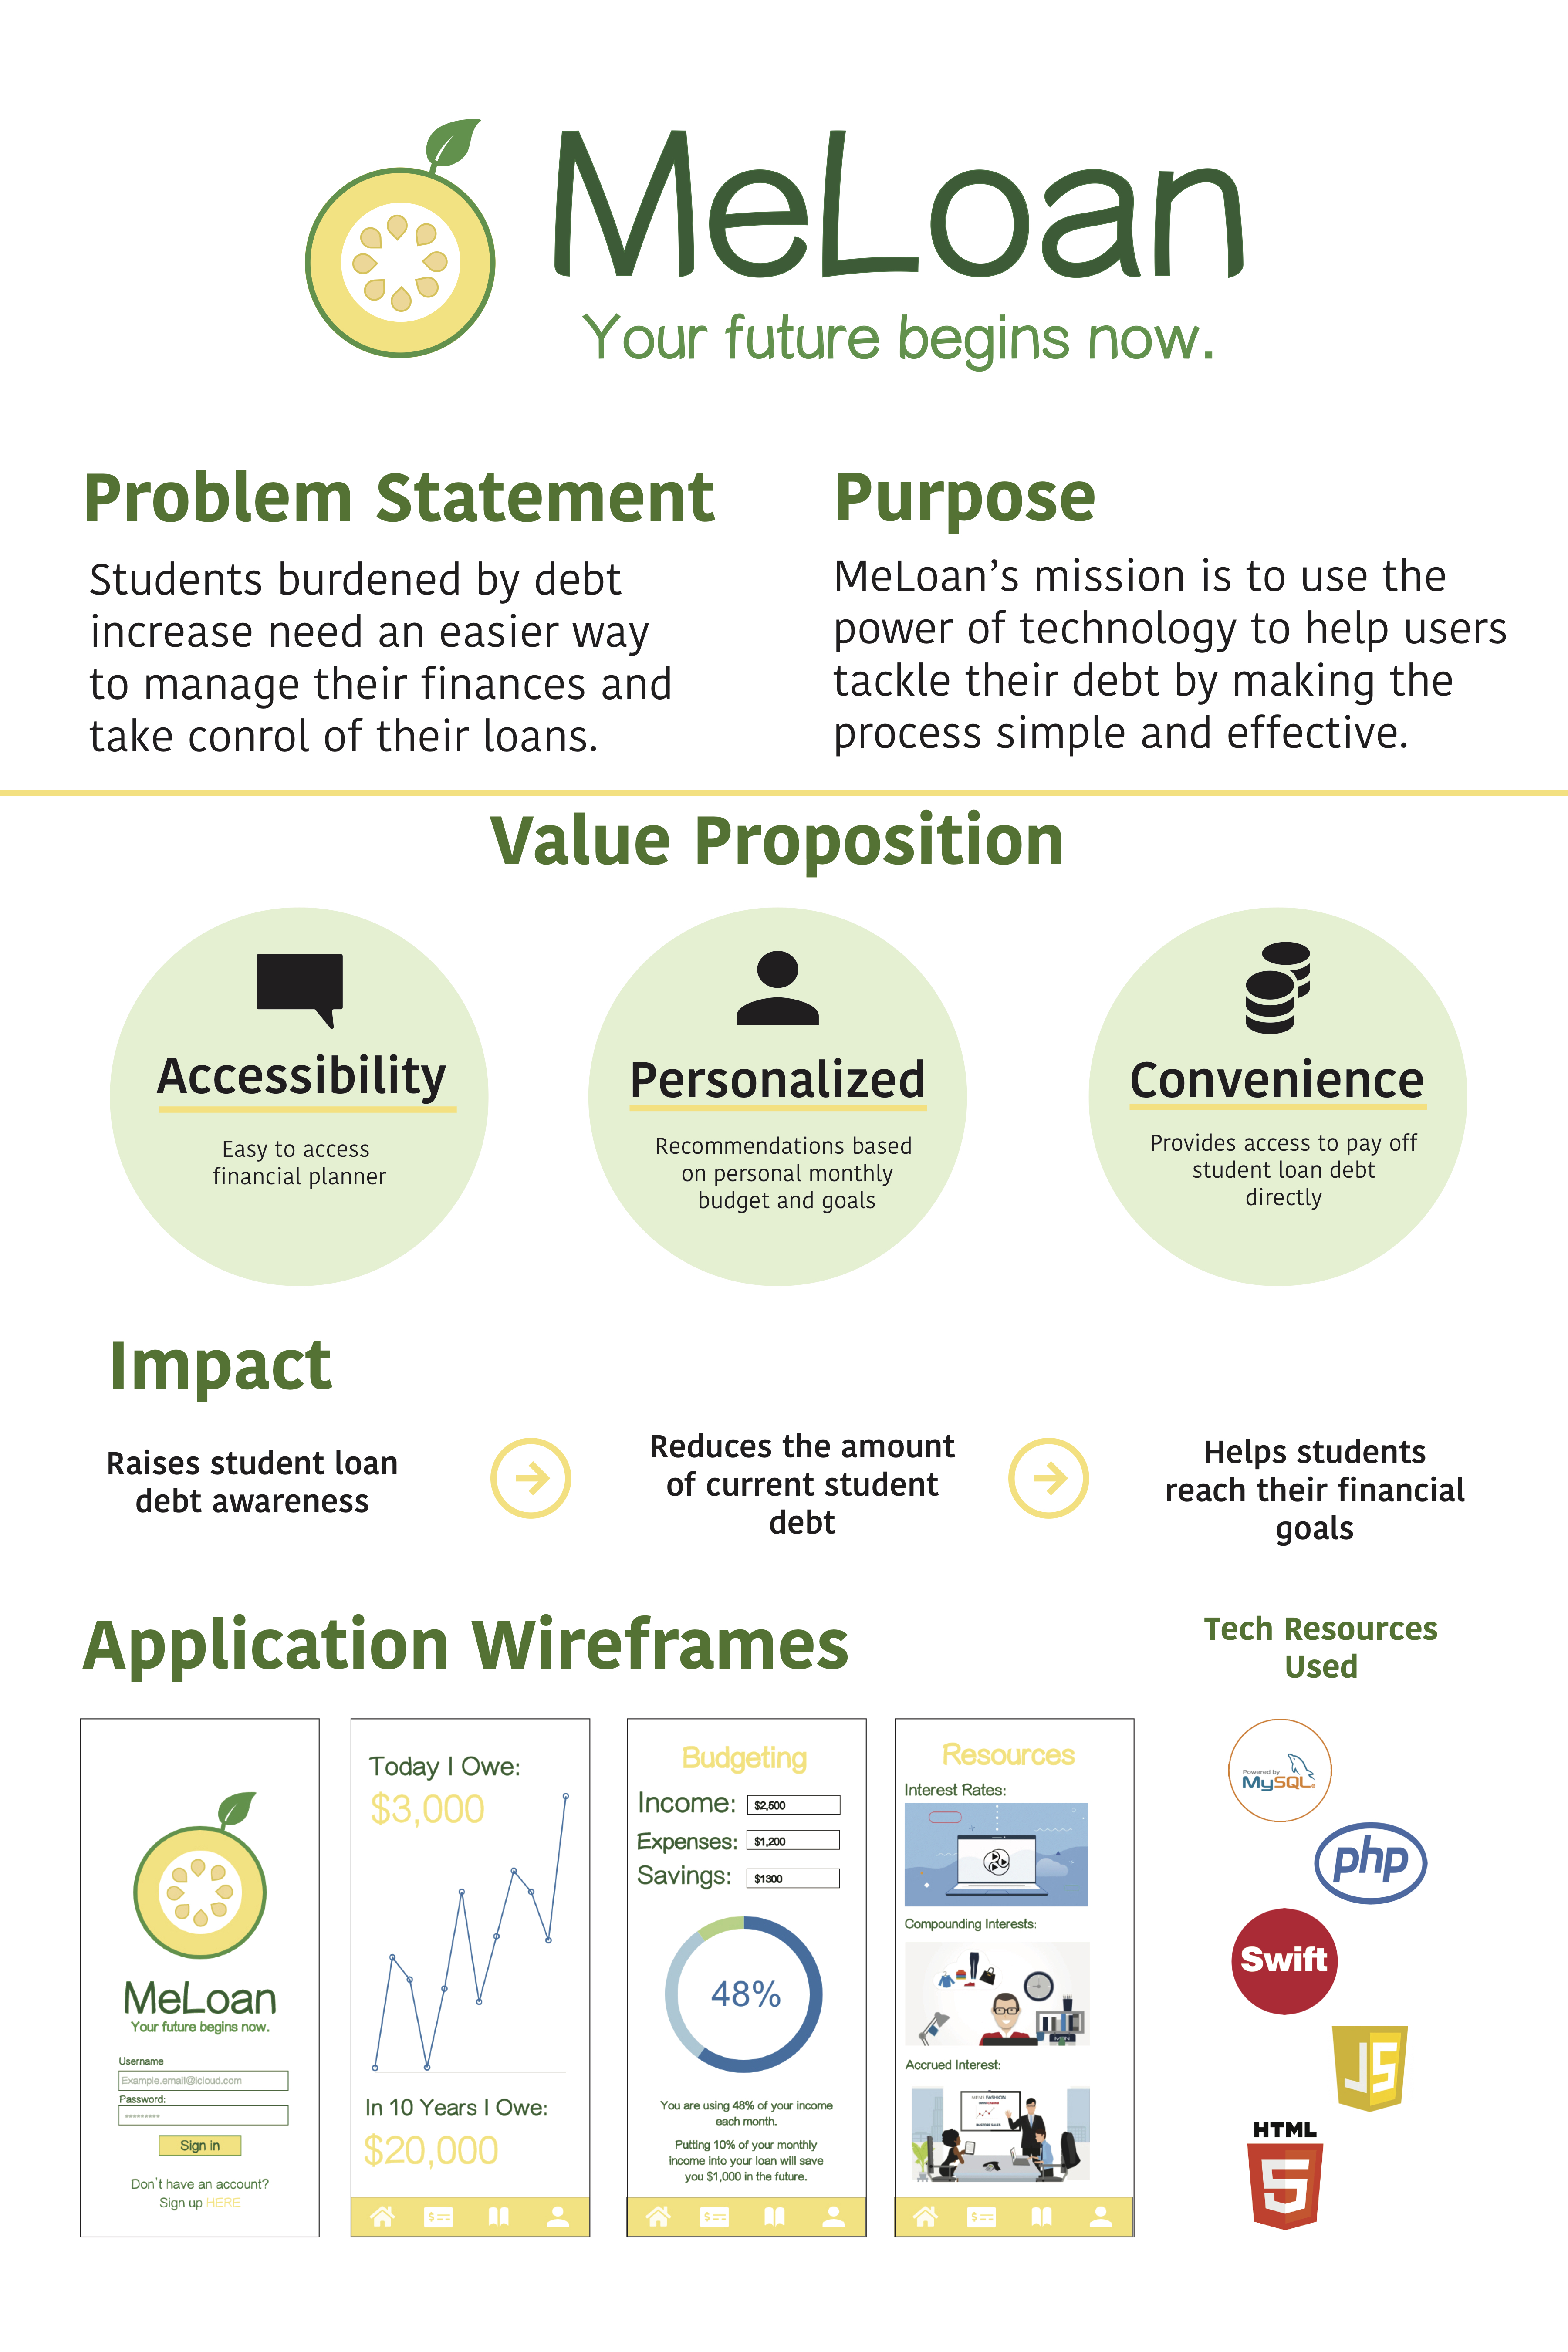 MeLoan
Your future begins now.
Problem Statement
Students burdened by debt
increase need an easier way
to manage their finances and
take conrol of their loans.
Purpose
MeLoan’s mission is to use the
power of technology to help users
tackle their debt by making the
process simple and effective.
Value Proposition
Accessibility
Easy to access
financial planner
Personalized
Recommendations based
on personal monthly
budget and goals
Convenience
Provides access to pay off
student loan debt
directly
Impact
Raises student loan
debt awareness
Reduces the amount
of current student
debt
Helps students
reach their financial
goals
Application Wireframes
MeLoan
Your future begins now.
Username
Example.email@icloud.com
Password:
*********
Sign in
Don't have an account?
Sign up HERE
Today I Owe:
$3,000
In 10 Years I Owe:
$20,000
Budgeting
Income: $2,500
Expenses: $1,200
Savings: $1300
48%
You are using 48% of your income
each month.
Putting 10% of your monthly
income into your loan will save
you $1,000 in the future.
Resources
Interest Rates:
Compounding Interests:
Accrued Interest:
MENS FASHION
IN-STORE SALES
Tech Resources
Used
Powered by
MySQL®
php
Swift
JS
HTML
5